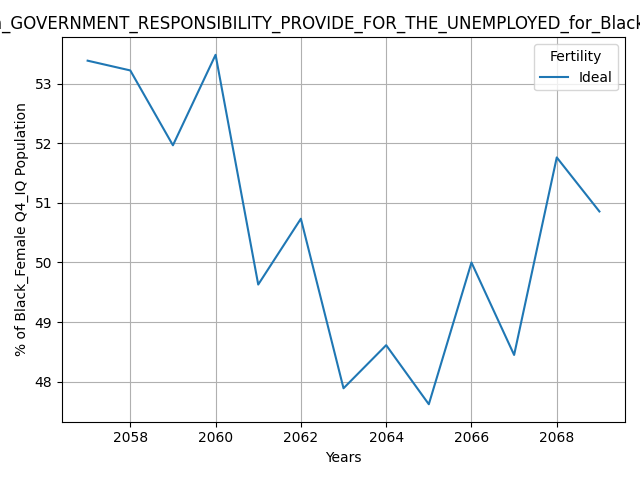 _GOVERNMENT_RESPONSIBILITY_PROVIDE_FOR_THE_UNEMPLOYED_for_Black
Fertility
Ideal
53
52
51
50
49
48
% of Black_Female Q4_IQ Population
2058 2060 2062 2064 2066 2068
Years